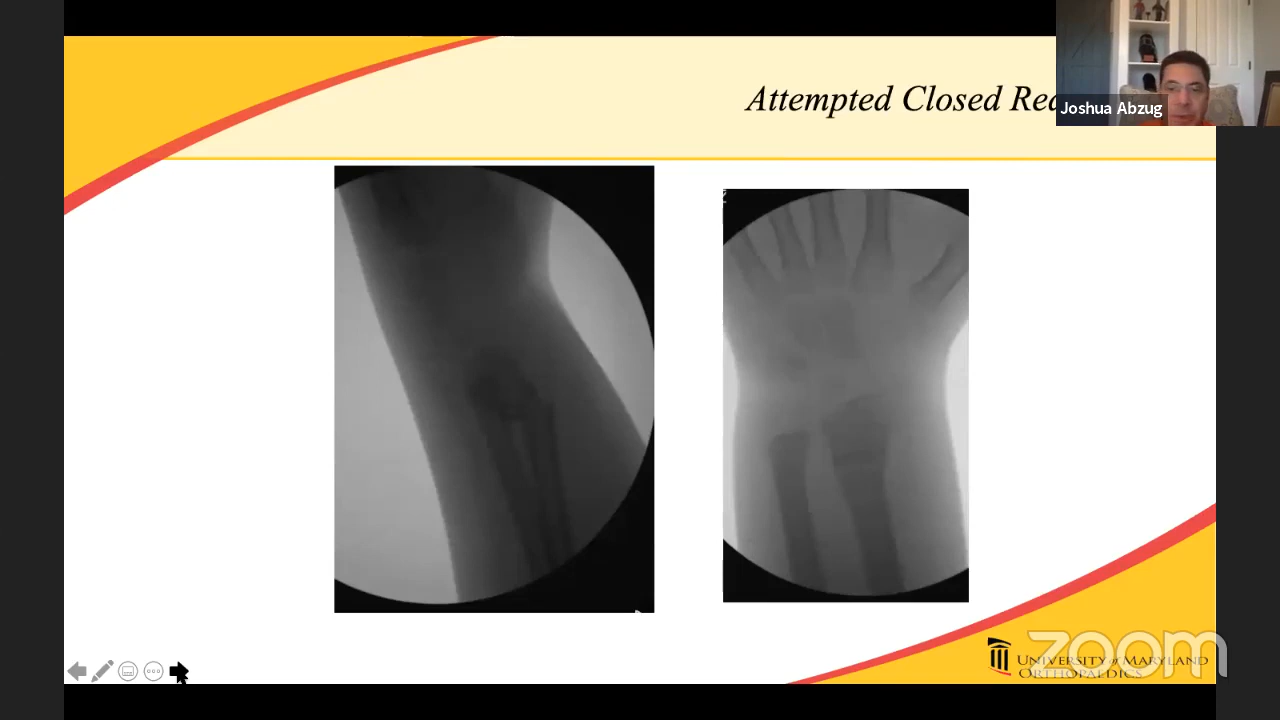 Attempted Closed Red
Joshua Abzug
UNIVERSITY of MARYLAND
ORTHOPAEDICS
zoom